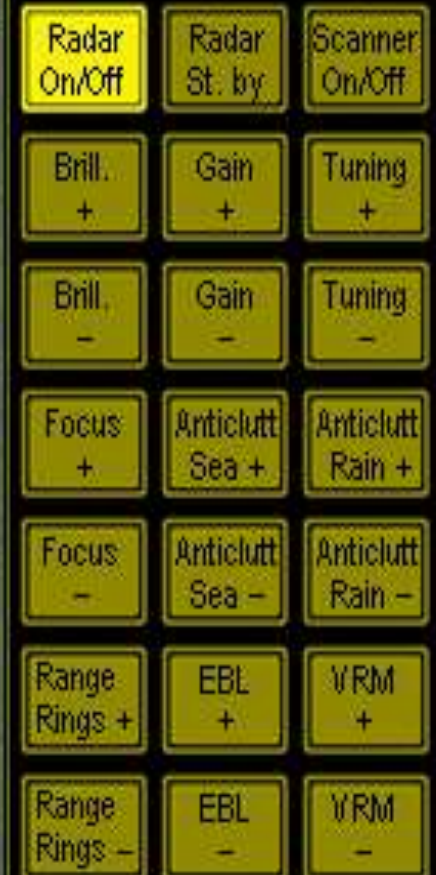 Radar
On/Off
Radar
St. by
Scanner
On/Off
Brill.
+
Gain
+
Tuning
+
Brill.
–
Gain
–
Tuning
–
Focus
+
Anticlutt
Sea +
Anticlutt
Rain +
Focus
–
Anticlutt
Sea –
Anticlutt
Rain –
Range
Rings +
EBL
+
VRM
+
Range
Rings –
EBL
–
VRM
–